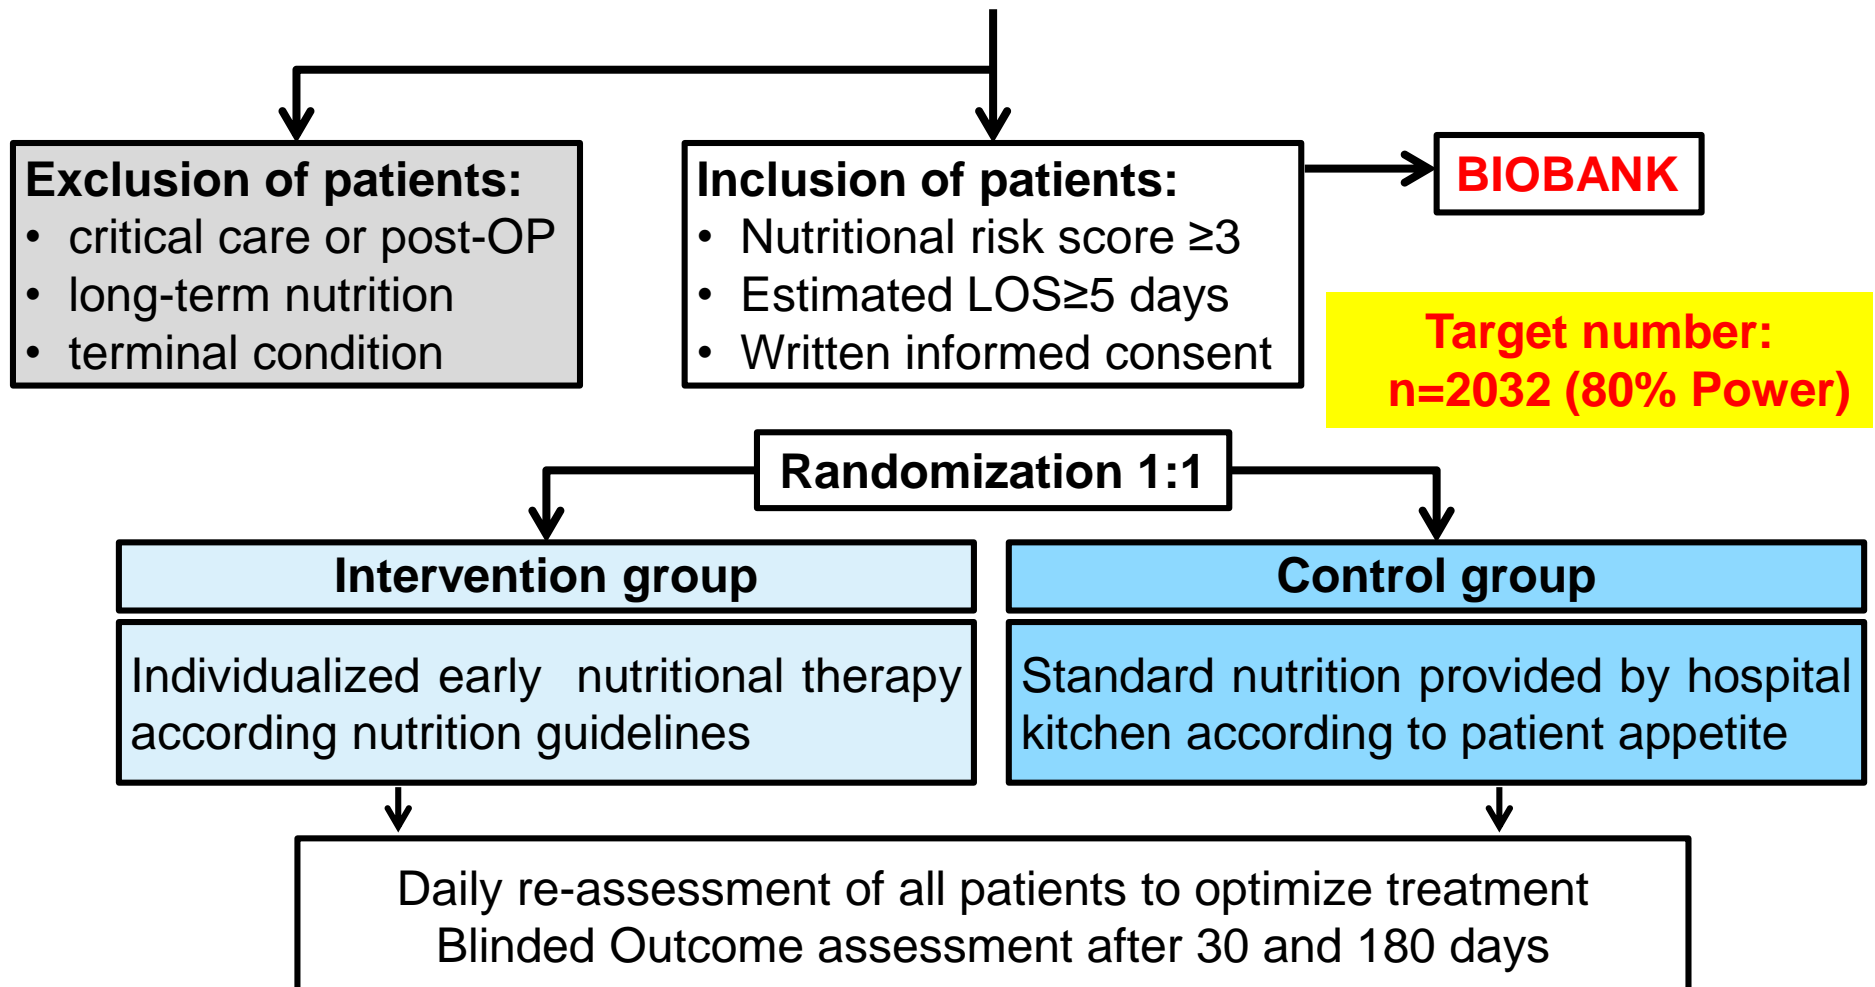 Exclusion of patients:
• critical care or post-OP
• long-term nutrition
• terminal condition
Inclusion of patients:
• Nutritional risk score ≥3
• Estimated LOS≥5 days
• Written informed consent
BIOBANK
Target number:
n=2032 (80% Power)
Randomization 1:1
Intervention group
Individualized early nutritional therapy
according nutrition guidelines
Control group
Standard nutrition provided by hospital
kitchen according to patient appetite
Daily re-assessment of all patients to optimize treatment
Blinded Outcome assessment after 30 and 180 days